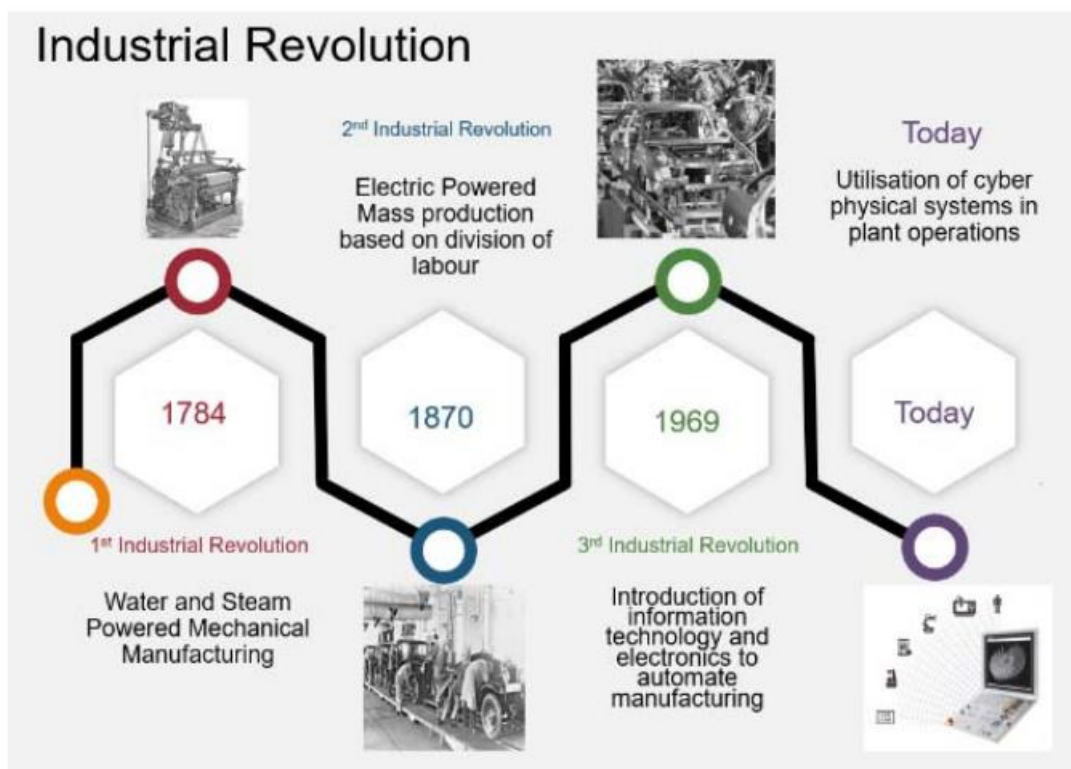 Industrial Revolution
2nd Industrial Revolution
Electric Powered
Mass production
based on division of
labour
Today
Utilisation of cyber
physical systems in
plant operations
1784
1870
1969
Today
1st Industrial Revolution
Water and Steam
Powered Mechanical
Manufacturing
3rd Industrial Revolution
Introduction of
information
technology and
electronics to
automate
manufacturing